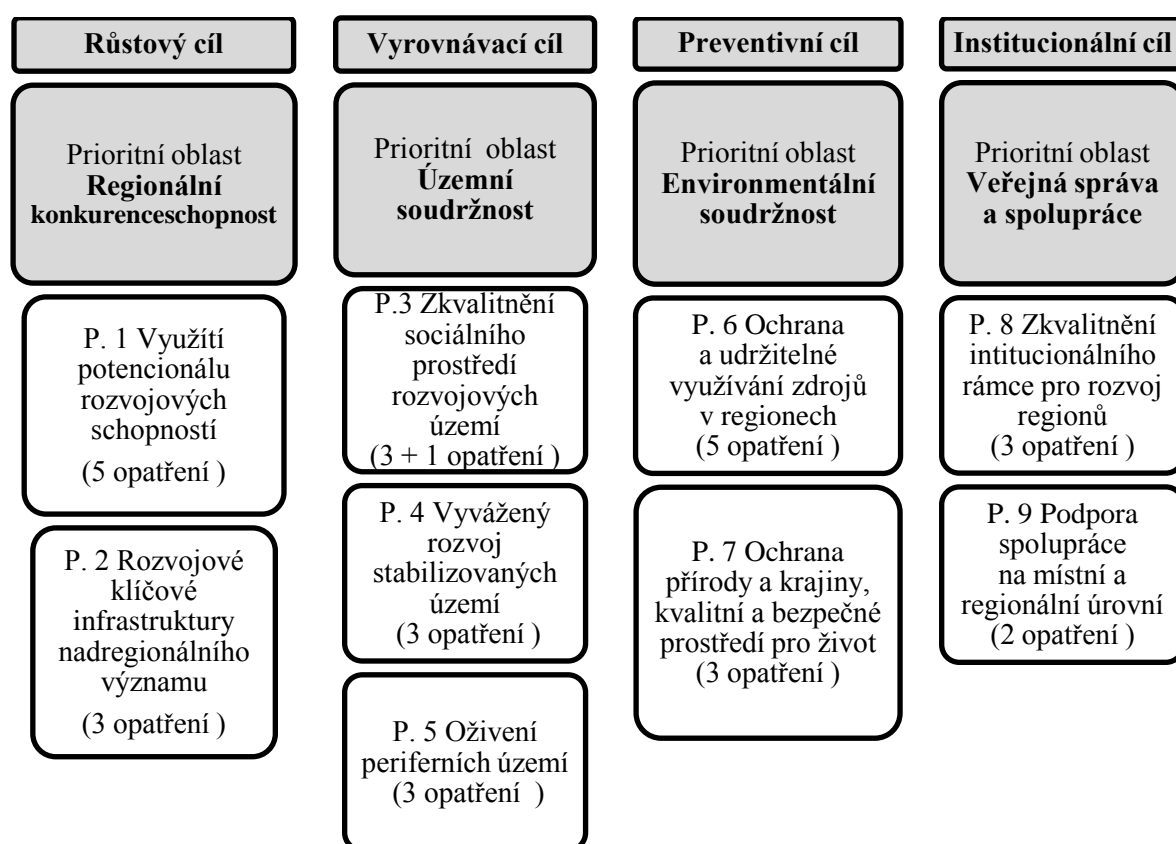 Růstový cíl
Prioritní oblast
Regionální
konkurenceschopnost
P. 1 Využítí
potencionálu
rozvojových
schopností
(5 opatření )
P. 2 Rozvojové
klíčové
infrastruktury
nadregionálního
významu
(3 opatření )
Vyrovnávací cíl
Prioritní oblast
Územní
soudržnost
P.3 Zkvalitnění
sociálního
prostředí
rozvojových
území
(3 + 1 opatření )
P. 4 Vyvážený
rozvoj
stabilizovaných
území
(3 opatření )
P. 5 Oživení
periferních území
(3 opatření )
Preventivní cíl
Prioritní oblast
Environmentální
soudržnost
P. 6 Ochrana
a udržitelné
využívání zdrojů
v regionech
(5 opatření )
P. 7 Ochrana
přírody a krajiny,
kvalitní a bezpečné
prostředí pro život
(3 opatření )
Institucionální cíl
Prioritní oblast
Veřejná správa
a spolupráce
P. 8 Zkvalitnění
intitucionálního
rámce pro rozvoj
regionů
(3 opatření )
P. 9 Podpora
spolupráce
na místní a
regionální úrovní
(2 opatření )